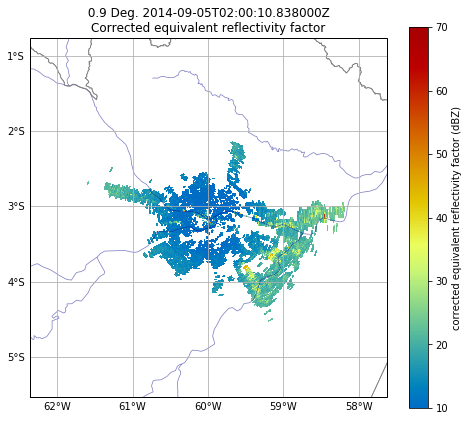 0.9 Deg. 2014-09-05T02:00:10.838000Z
Corrected equivalent reflectivity factor
1°S
2°S
3°S
4°S
5°S
62°W 61°W 60°W 59°W 58°W
70
60
50
40
30
20
10
corrected equivalent reflectivity factor (dBZ)